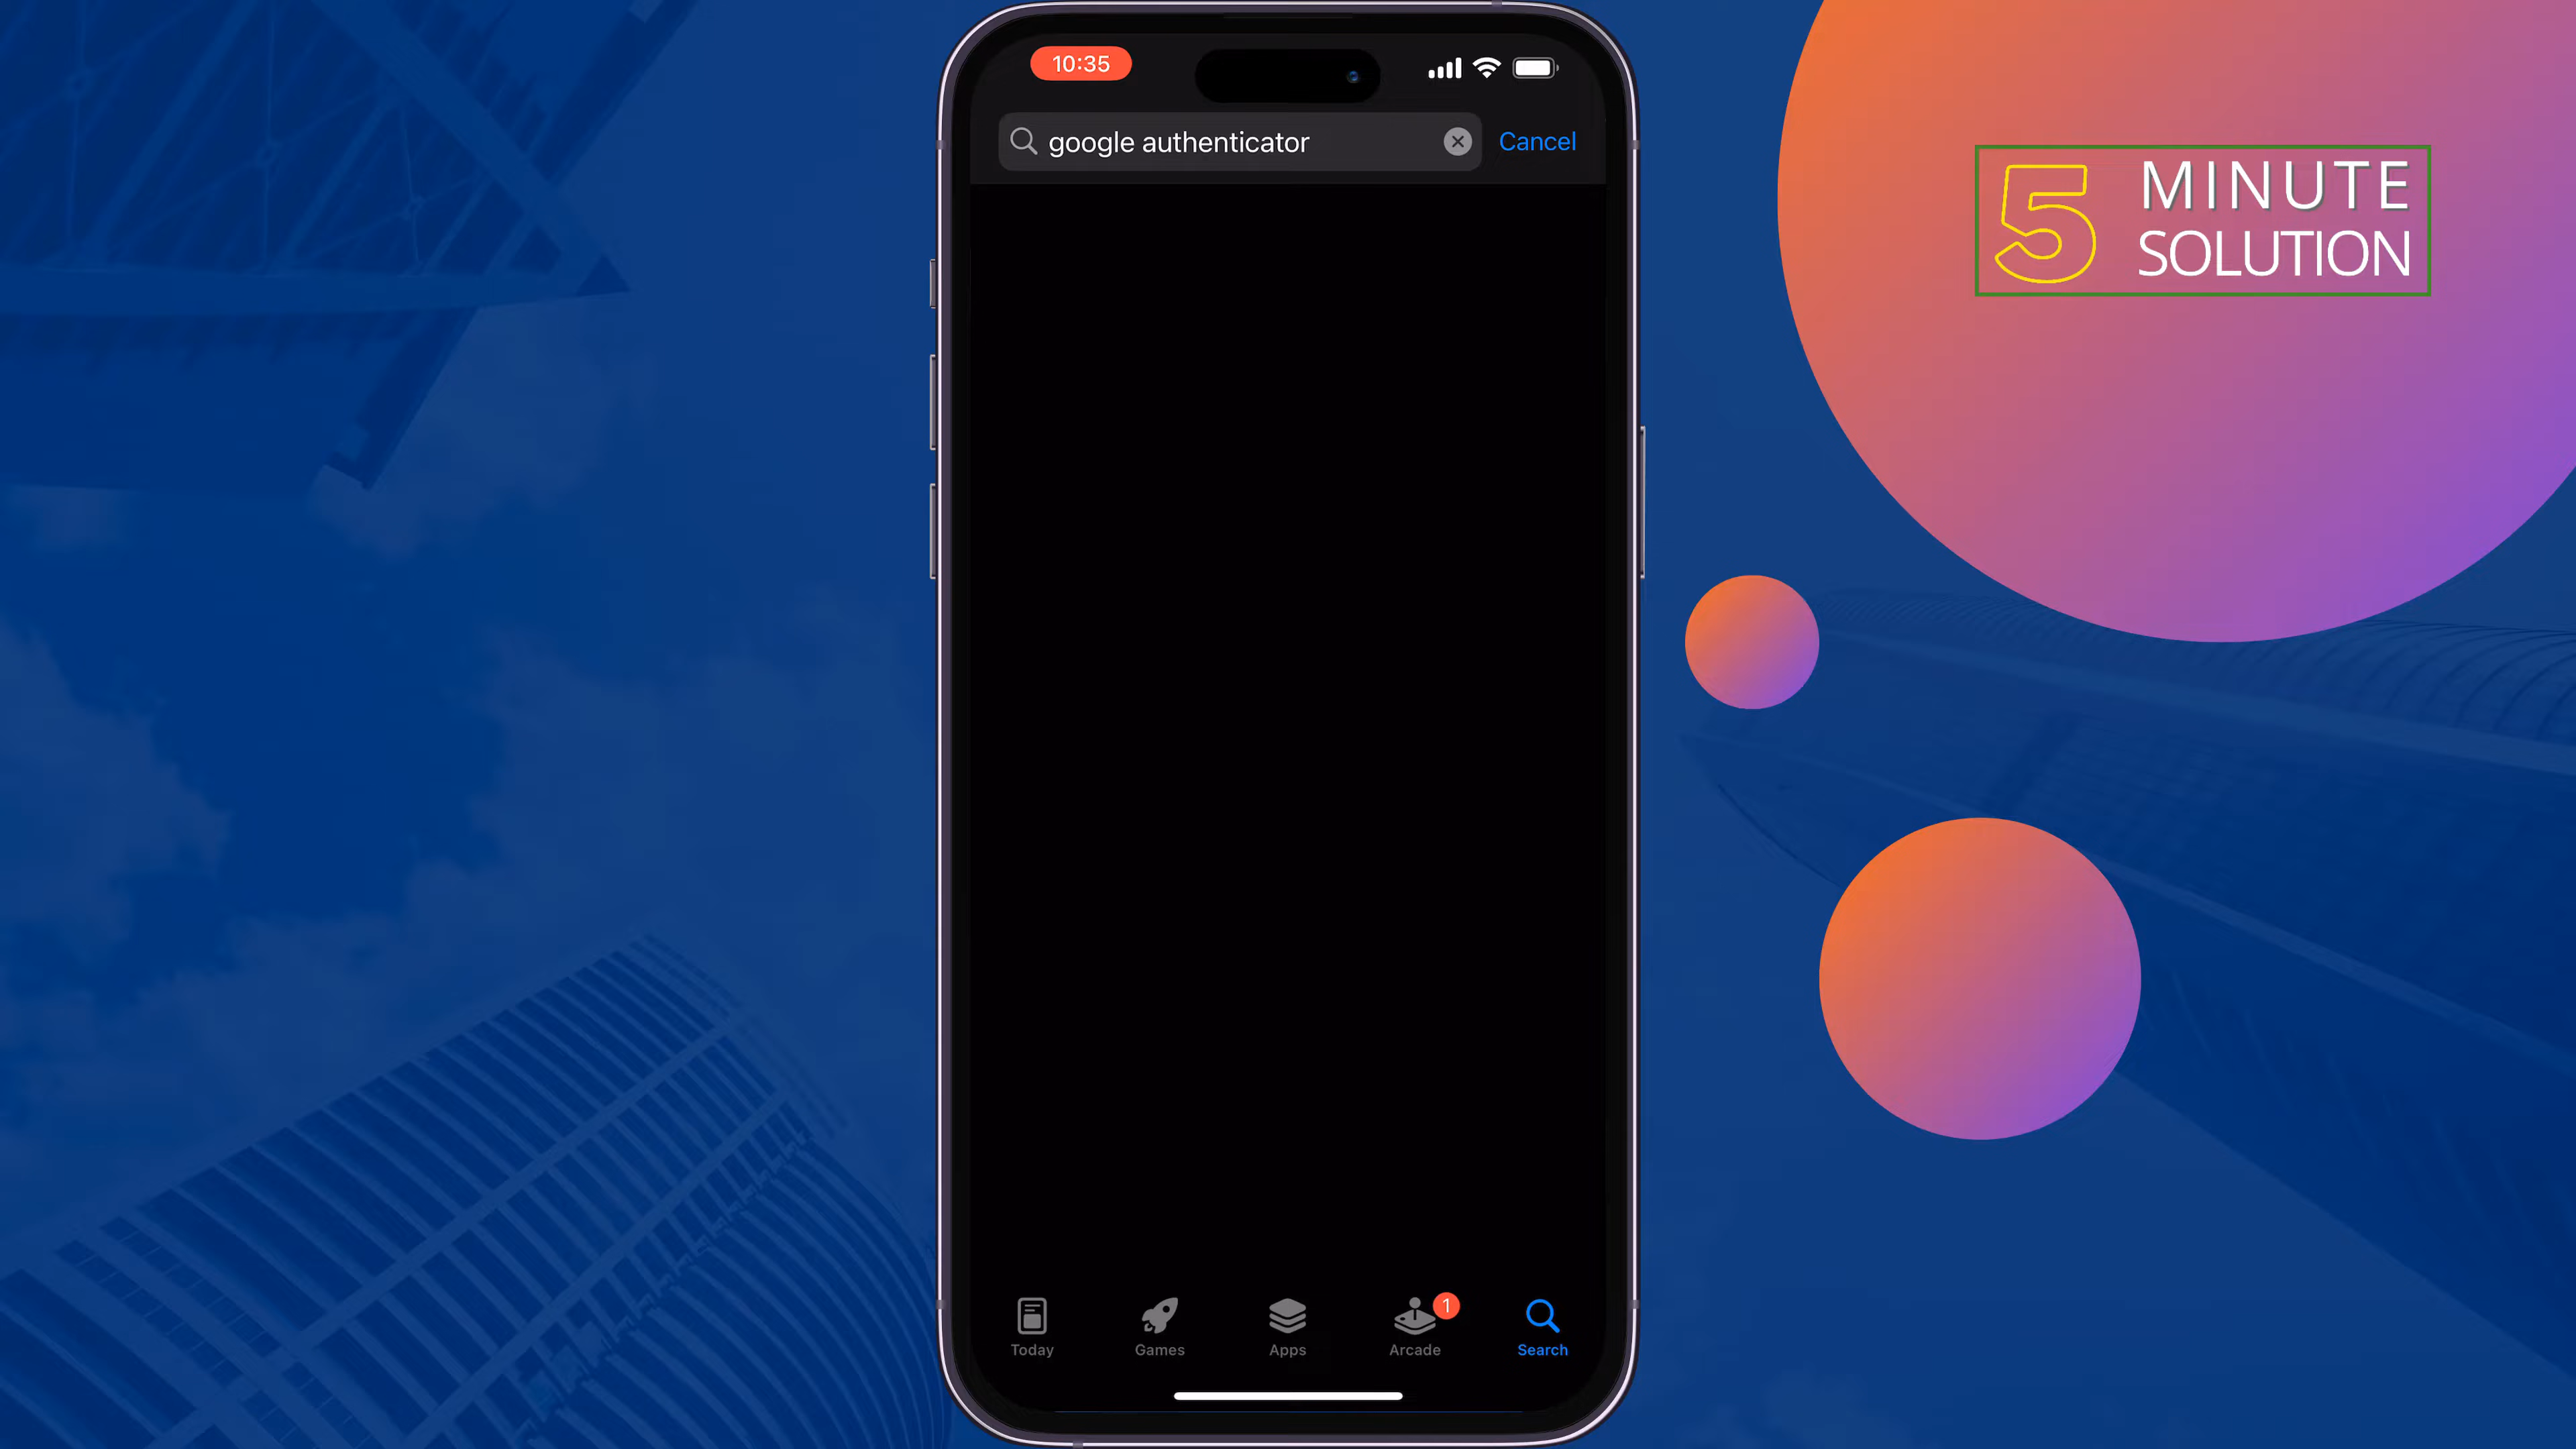 10:35
google authenticator
Cancel
5 MINUTE
SOLUTION
Today
Games
Apps
Arcade
1
Search